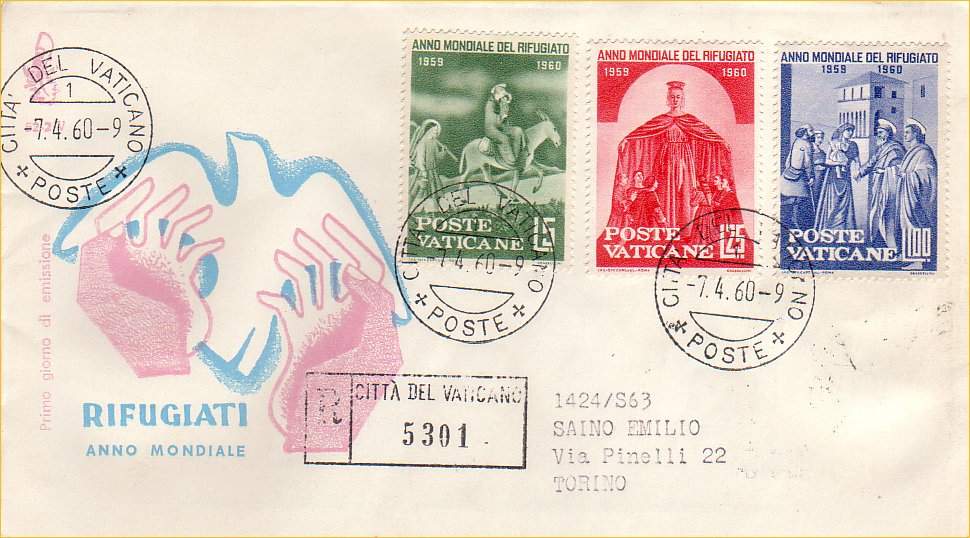 CITTA' DEL VATICANO
1
-7.4.60-9
POSTE
Primo giorno di emissione
RIFUGIATI
ANNO MONDIALE
ANNO MONDIALE DEL RIFUGIATO
1959 1960
POSTE
VATICANE
ANNO MONDIALE DEL RIFUGIATO
1959 1960
POSTE
VATICANE L25
ANNO MONDIALE DEL RIFUGIATO
1959 1960
POSTE
VATICANE L100
CITTA' DEL VATICANO
-7.4.60-9
POSTE
-7.4.60-9
POSTE
R
CITTÀ DEL VATICANO
5301
1424/S63
SAINO EMILIO
Via Pinelli 22
TORINO